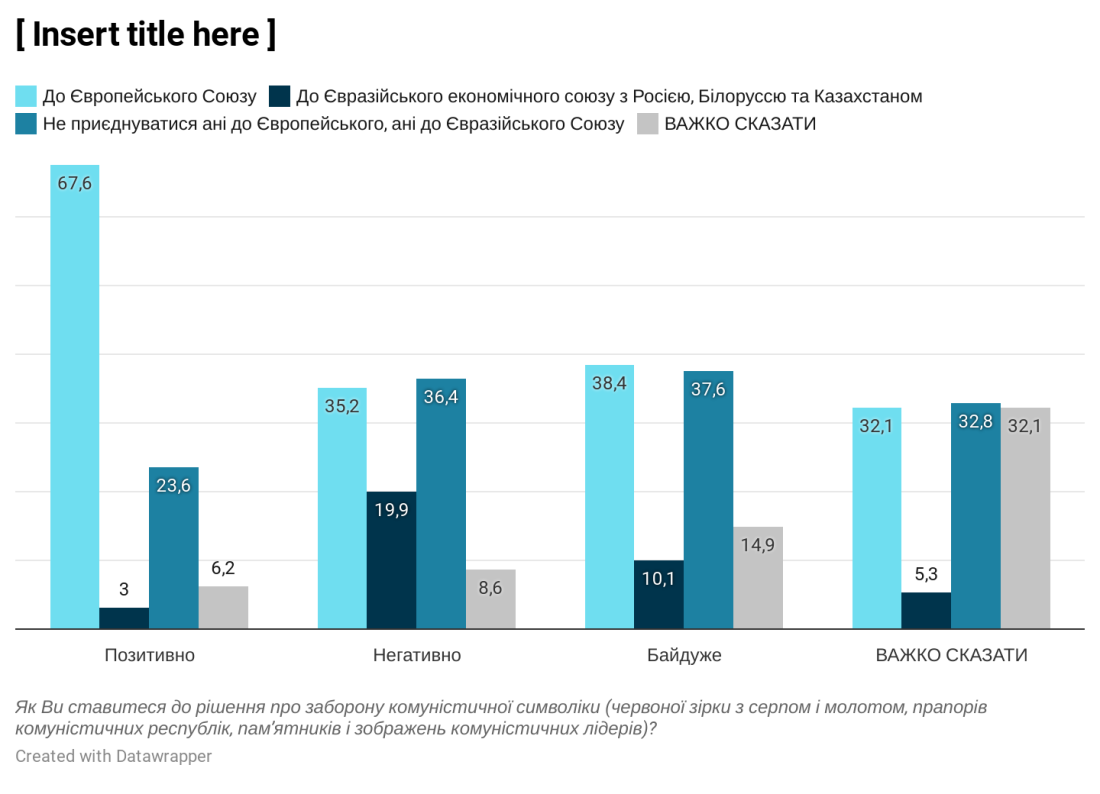 [ Insert title here ]
До Європейського Союзу До Євразійського економічного союзу з Росією, Білоруссю та Казахстаном
Не приєднуватися ані до Європейського, ані до Євразійського Союзу ВАЖКО СКАЗАТИ
67,6 3 23,6 6,2
35,2 19,9 36,4 8,6
38,4 10,1 37,6 14,9
32,1 5,3 32,8 32,1
Позитивно Негативно Байдуже ВАЖКО СКАЗАТИ
Як Ви ставитеся до рішення про заборону комуністичної символіки (червоної зірки з серпом і молотом, прапорів
комуністичних республік, пам'ятників і зображень комуністичних лідерів)?
Created with Datawrapper